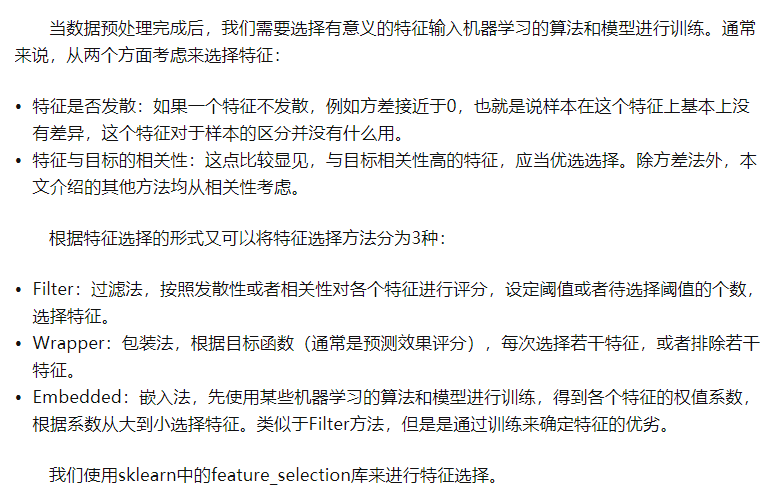 当数据预处理完成后，我们需要选择有意义的特征输入机器学习的算法和模型进行训练。通常
来说，从两个方面考虑来选择特征：
• 特征是否发散：如果一个特征不发散，例如方差接近于0，也就是说样本在这个特征上基本上没
有差异，这个特征对于样本的区分并没有什么用。
• 特征与目标的相关性：这点比较显见，与目标相关性高的特征，应当优选选择。除方差法外，本
文介绍的其他方法均从相关性考虑。
根据特征选择的形式又可以将特征选择方法分为3种：
• Filter：过滤法，按照发散性或者相关性对各个特征进行评分，设定阈值或者待选择阈值的个数，
选择特征。
• Wrapper：包装法，根据目标函数（通常是预测效果评分），每次选择若干特征，或者排除若干
特征。
• Embedded：嵌入法，先使用某些机器学习的算法和模型进行训练，得到各个特征的权值系数，
根据系数从大到小选择特征。类似于Filter方法，但是是通过训练来确定特征的优劣。
我们使用sklearn中的feature_selection库来进行特征选择。